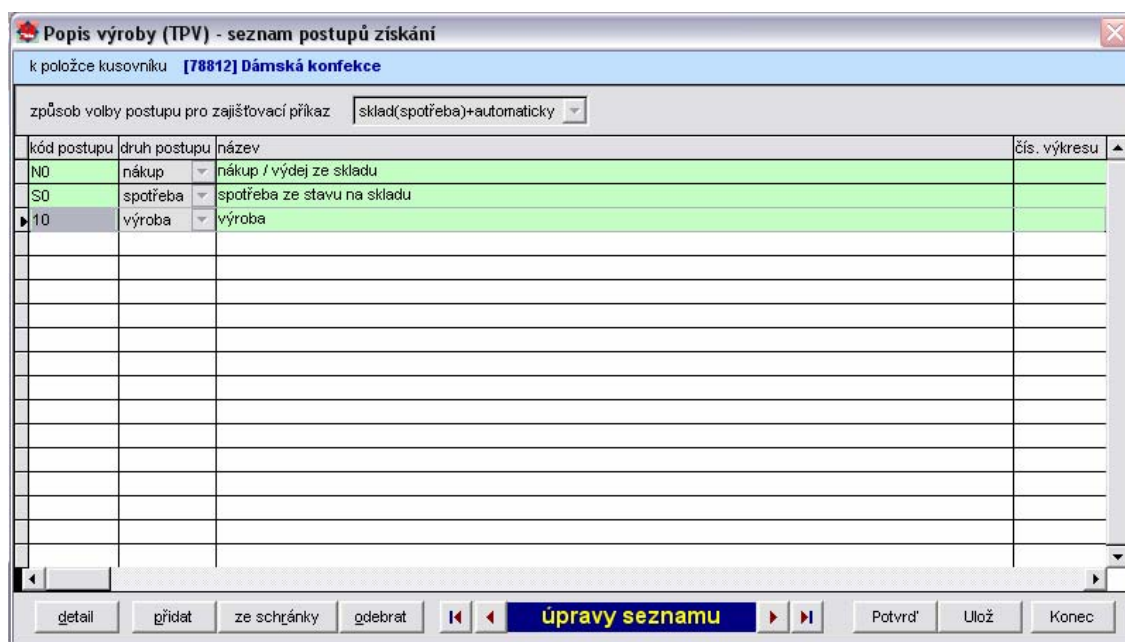 Popis výroby (TPV) - seznam postupů získání
k položce kusovníku [78812] Dámská konfekce
způsob volby postupu pro zajišťovací příkaz sklad(spotřeba)+automaticky
kód postupu druh postupu název čís. výkresu
N0 nákup nákup / výdej ze skladu
S0 spotřeba spotřeba ze stavu na skladu
10 výroba výroba
detail přidat ze schránky odebrat úpravy seznamu Potvrď Ulož Konec